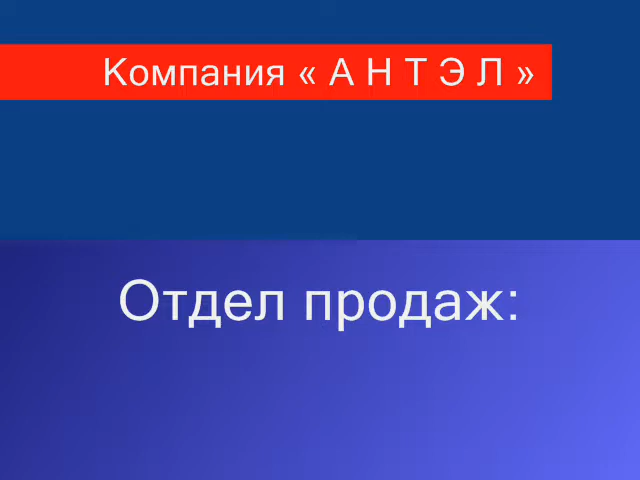 Компания « А Н Т Э Л »
Отдел продаж: